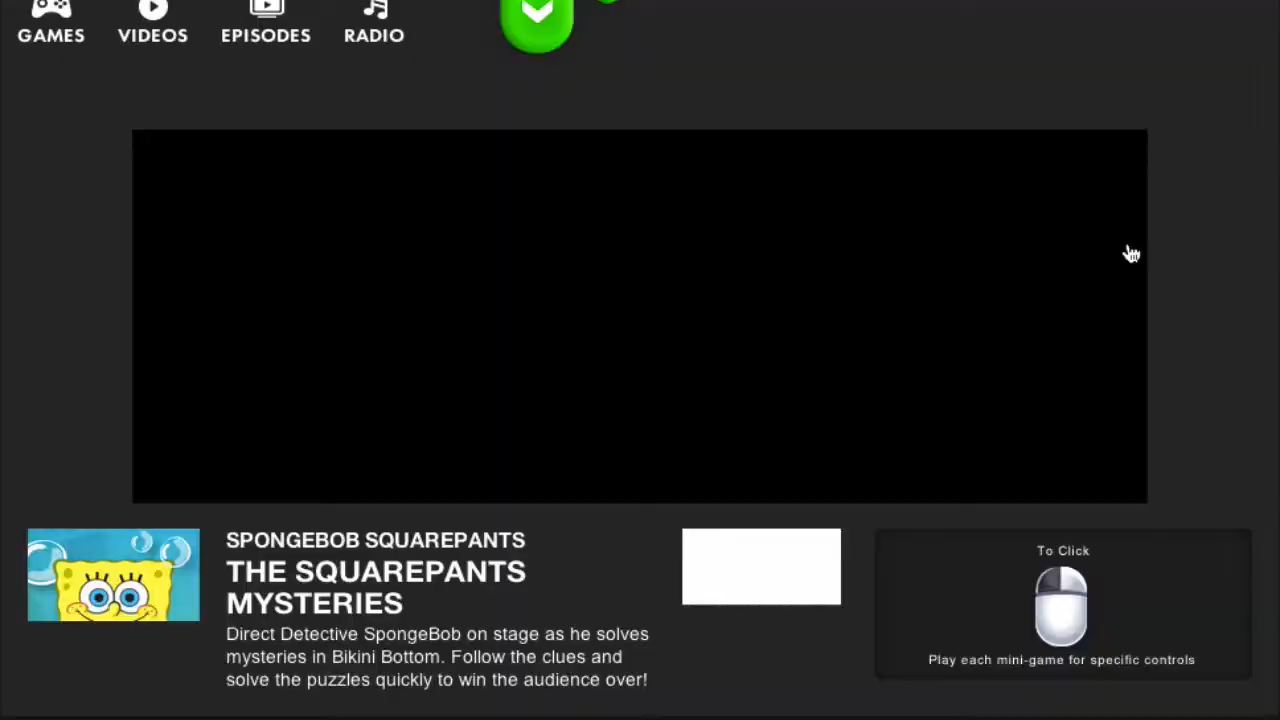 GAMES VIDEOS EPISODES RADIO
SPONGEBOB SQUAREPANTS
THE SQUAREPANTS
MYSTERIES
Direct Detective SpongeBob on stage as he solves
mysteries in Bikini Bottom. Follow the clues and
solve the puzzles quickly to win the audience over!
To Click
Play each mini-game for specific controls